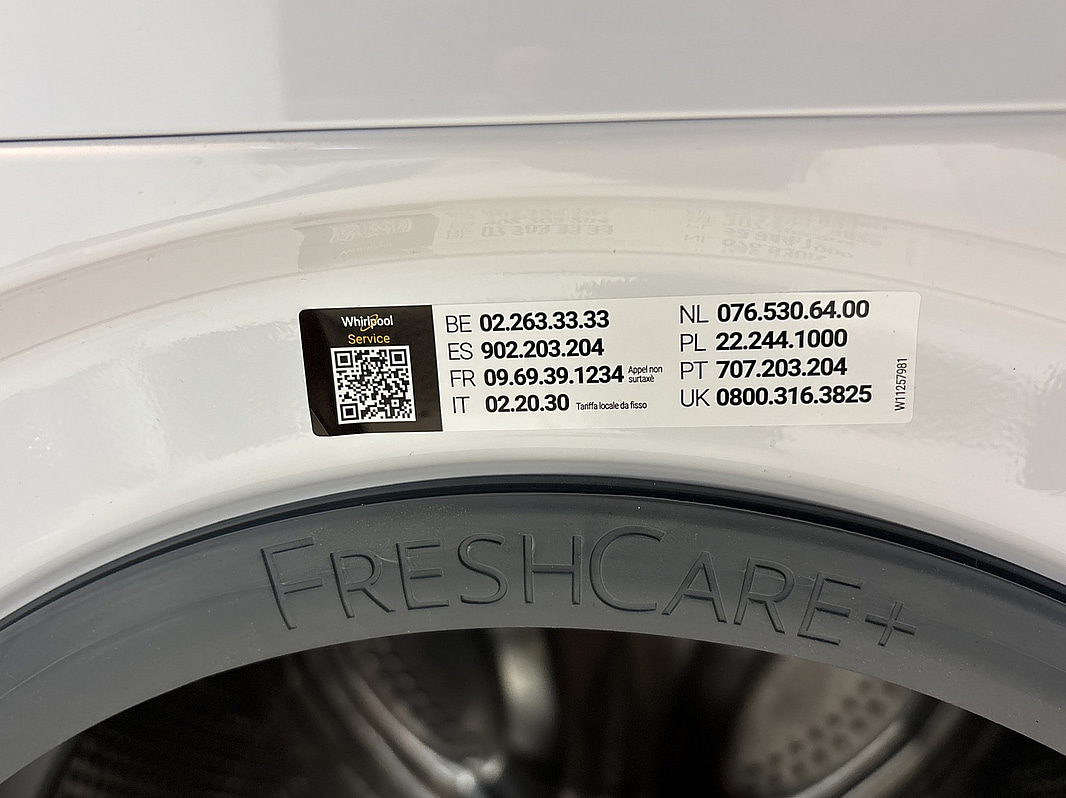 Whirlpool
Service
BE 02.263.33.33
ES 902.203.204
FR 09.69.39.1234 Appel non surtaxè
IT 02.20.30 Tariffa locale da fisso
NL 076.530.64.00
PL 22.244.1000
PT 707.203.204
UK 0800.316.3825
W11257981
FRESHCARE+